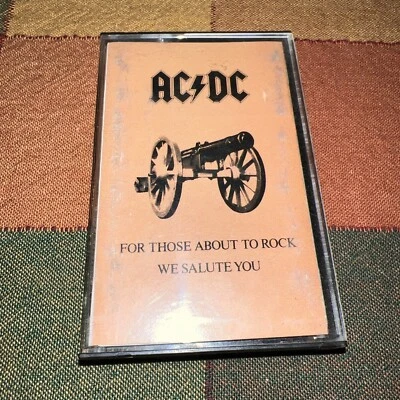 AC⚡DC
FOR THOSE ABOUT TO ROCK
WE SALUTE YOU